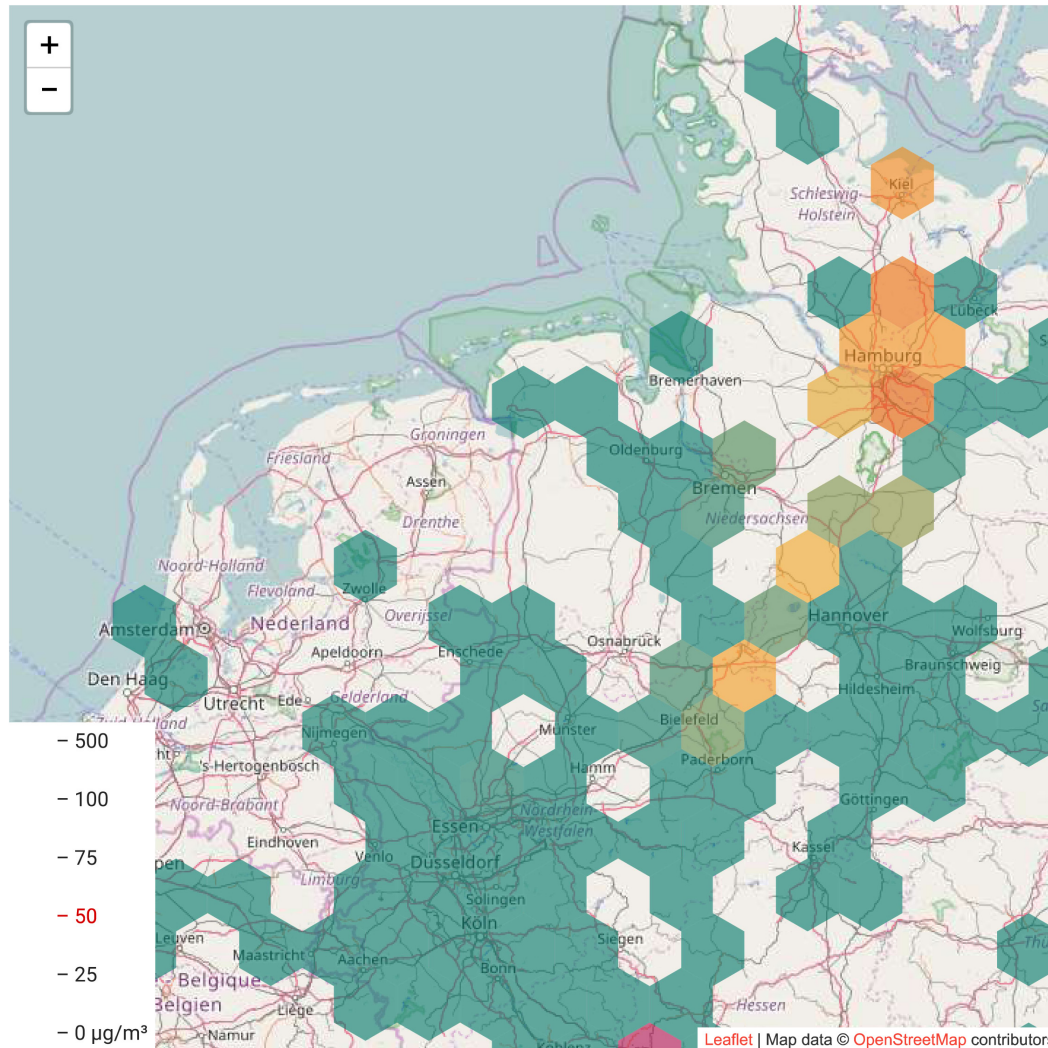 +
−
Kiel
Schleswig-
Holstein
Lübeck
Hamburg
Bremerhaven
Groningen
Oldenburg
Friesland
Assen
Bremen
Drenthe
Niedersachsen
Noord-Holland
Flevoland
Zwolle
Overijssel
Hannover
Amsterdam
Nederland
Wolfsburg
Osnabrück
Apeldoorn
Enschede
Braunschweig
Den Haag
Hildesheim
Utrecht
Ede
Gelderland
Zuid-Holland
Nijmegen
Münster
Bielefeld
– 500
's-Hertogenbosch
Paderborn
Hamm
– 100
Noord-Brabant
Göttingen
Nordrhein-
Westfalen
Essen
Eindhoven
Kassel
– 75
Venlo
Düsseldorf
pen
Limburg
Solingen
– 50
Köln
Leuven
Siegen
Maastricht
Aachen
Bonn
– 25
Belgique
Belgien
Liège
Hessen
– 0 µg/m³
Namur
Koblenz
Leaflet | Map data © OpenStreetMap contributors